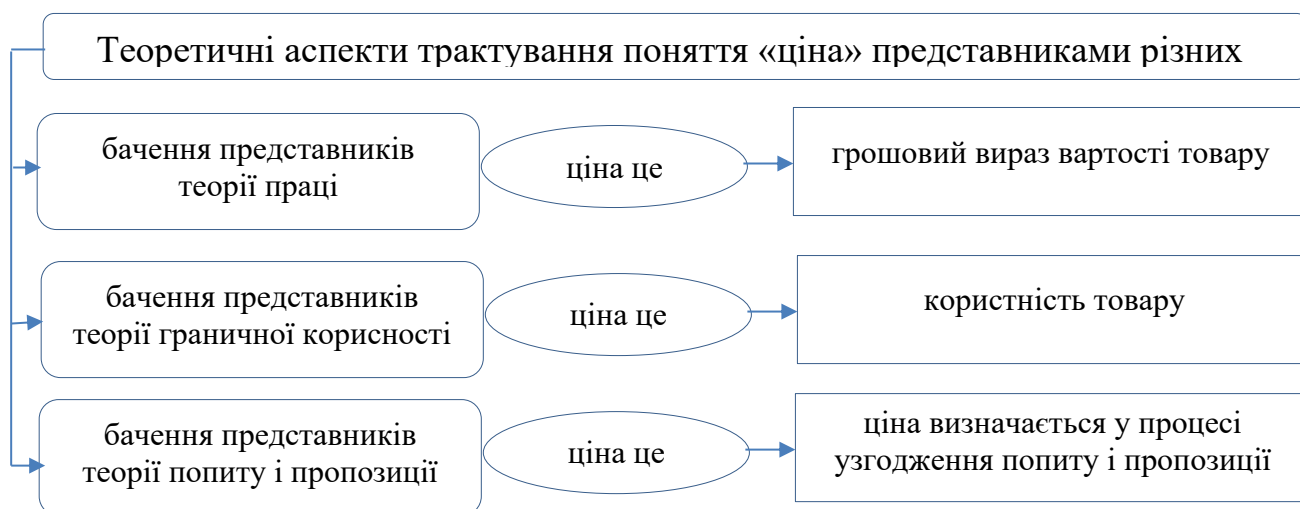 Теоретичні аспекти трактування поняття «ціна» представниками різних
бачення представників
теорії праці
ціна це
грошовий вираз вартості товару
бачення представників
теорії граничної корисності
ціна це
користність товару
бачення представників
теорії попиту і пропозиції
ціна це
ціна визначається у процесі
узгодження попиту і пропозиції